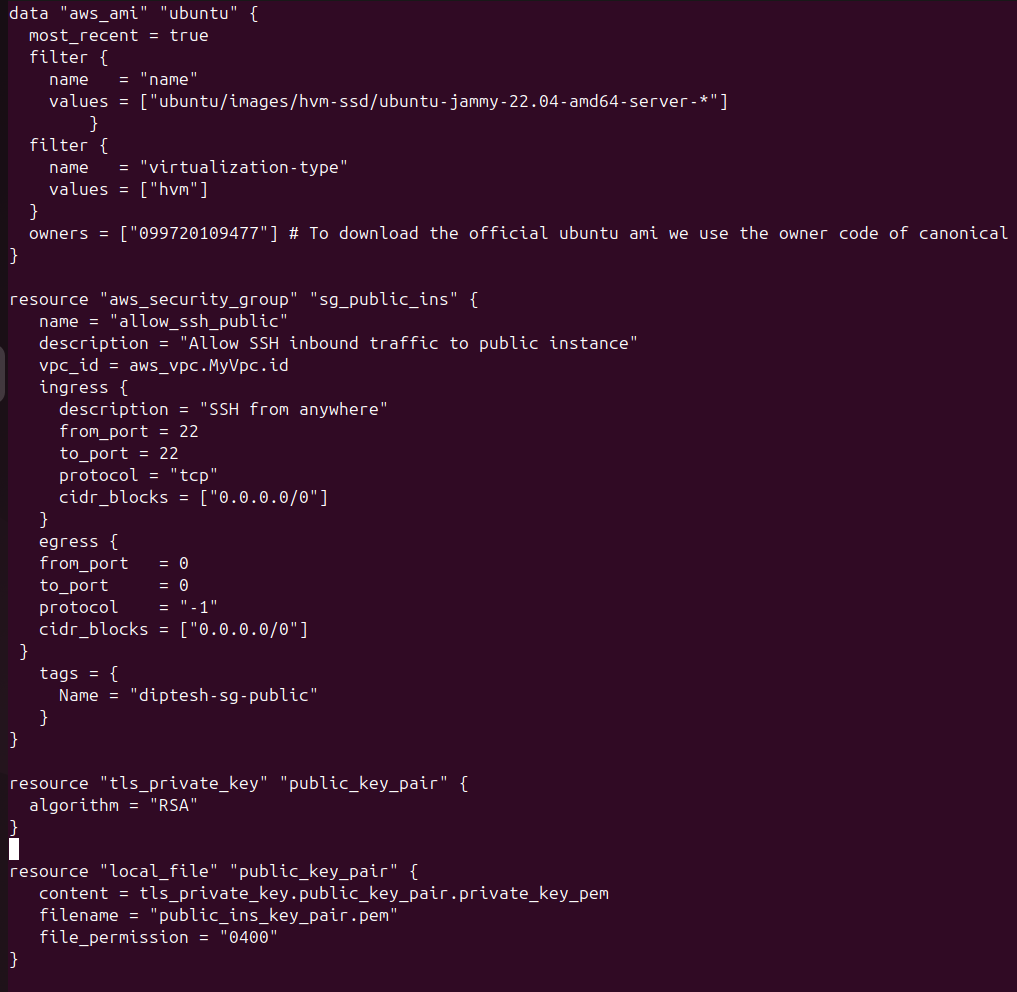 data "aws_ami" "ubuntu" {
  most_recent = true
  filter {
    name   = "name"
    values = ["ubuntu/images/hvm-ssd/ubuntu-jammy-22.04-amd64-server-*"]
        }
  filter {
    name   = "virtualization-type"
    values = ["hvm"]
  }
  owners = ["099720109477"] # To download the official ubuntu ami we use the owner code of canonical
}

resource "aws_security_group" "sg_public_ins" {
   name = "allow_ssh_public"
   description = "Allow SSH inbound traffic to public instance"
   vpc_id = aws_vpc.MyVpc.id
   ingress {
     description = "SSH from anywhere"
     from_port = 22
     to_port = 22
     protocol = "tcp"
     cidr_blocks = ["0.0.0.0/0"]
   }
   egress {
   from_port   = 0
   to_port     = 0
   protocol    = "-1"
   cidr_blocks = ["0.0.0.0/0"]
 }
   tags = {
     Name = "diptesh-sg-public"
   }
}

resource "tls_private_key" "public_key_pair" {
  algorithm = "RSA"
}

resource "local_file" "public_key_pair" {
   content = tls_private_key.public_key_pair.private_key_pem
   filename = "public_ins_key_pair.pem"
   file_permission = "0400"
}